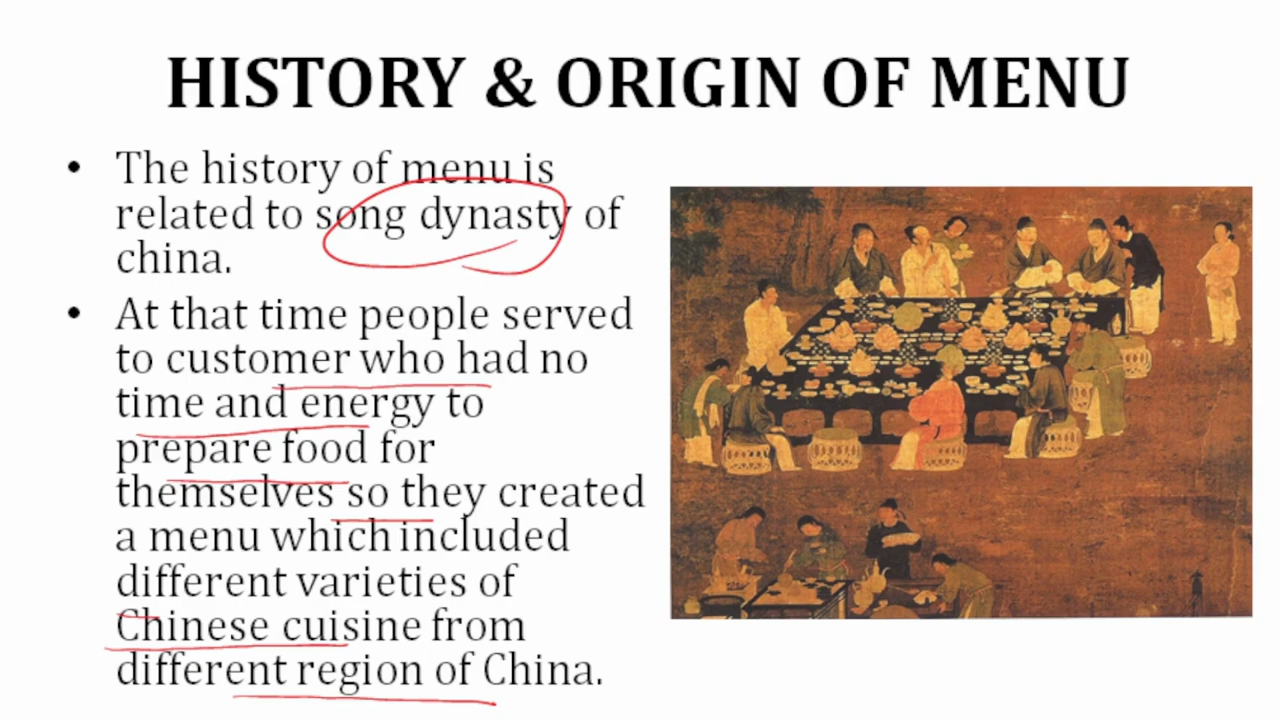 HISTORY & ORIGIN OF MENU
• The history of menu is
related to song dynasty of
china.
• At that time people served
to customer who had no
time and energy to
prepare food for
themselves so they created
a menu which included
different varieties of
Chinese cuisine from
different region of China.